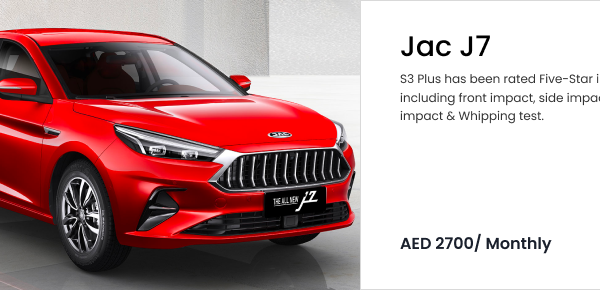 Jac J7
S3 Plus has been rated Five-Star
including front impact, side
impact & Whipping test.
AED 2700/ Monthly
JAC
THE ALL NEW J7